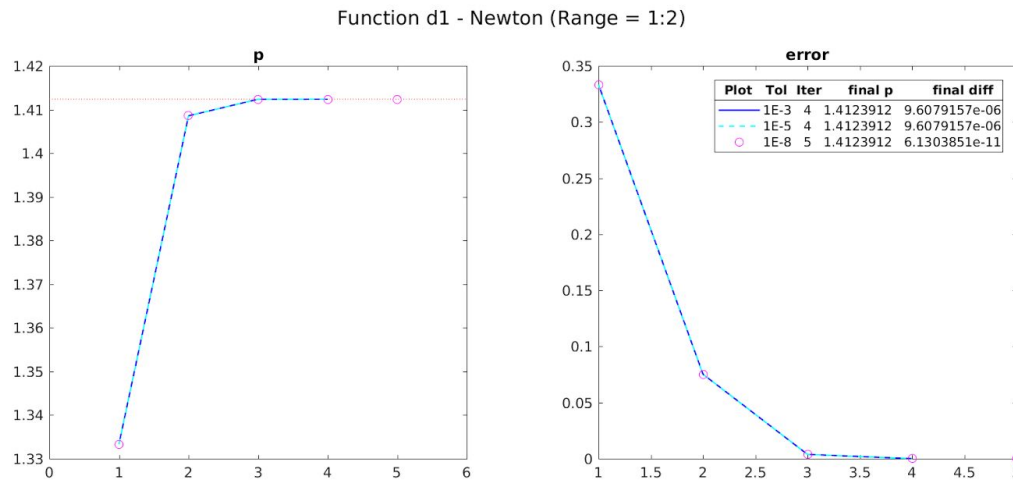 Function d1 - Newton (Range = 1:2)
p
1.42
1.41
1.4
1.39
1.38
1.37
1.36
1.35
1.34
1.33
0 1 2 3 4 5 6
error
0.35
0.3
0.25
0.2
0.15
0.1
0.05
0
1 1.5 2 2.5 3 3.5 4 4.5
Plot Tol Iter final p final diff
1E-3 4 1.4123912 9.6079157e-06
1E-5 4 1.4123912 9.6079157e-06
1E-8 5 1.4123912 6.1303851e-11